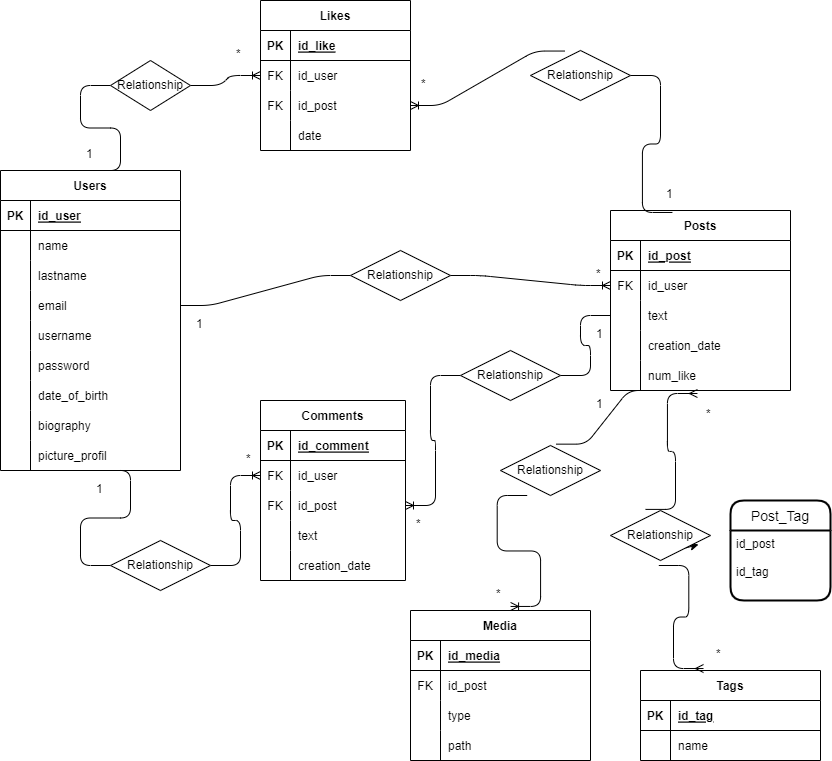 Likes
PK id_like
FK id_user
FK id_post
date
Relationship
*
1
Relationship
*
1
Users
PK id_user
name
lastname
email
username
password
date_of_birth
biography
picture_profil
Relationship
1
*
Posts
PK id_post
FK id_user
text
creation_date
num_like
Relationship
1
*
Comments
PK id_comment
FK id_user
FK id_post
text
creation_date
Relationship
1
*
Relationship
1
*
Relationship
*
*
Post_Tag
id_post
id_tag
Media
PK id_media
FK id_post
type
path
Tags
PK id_tag
name